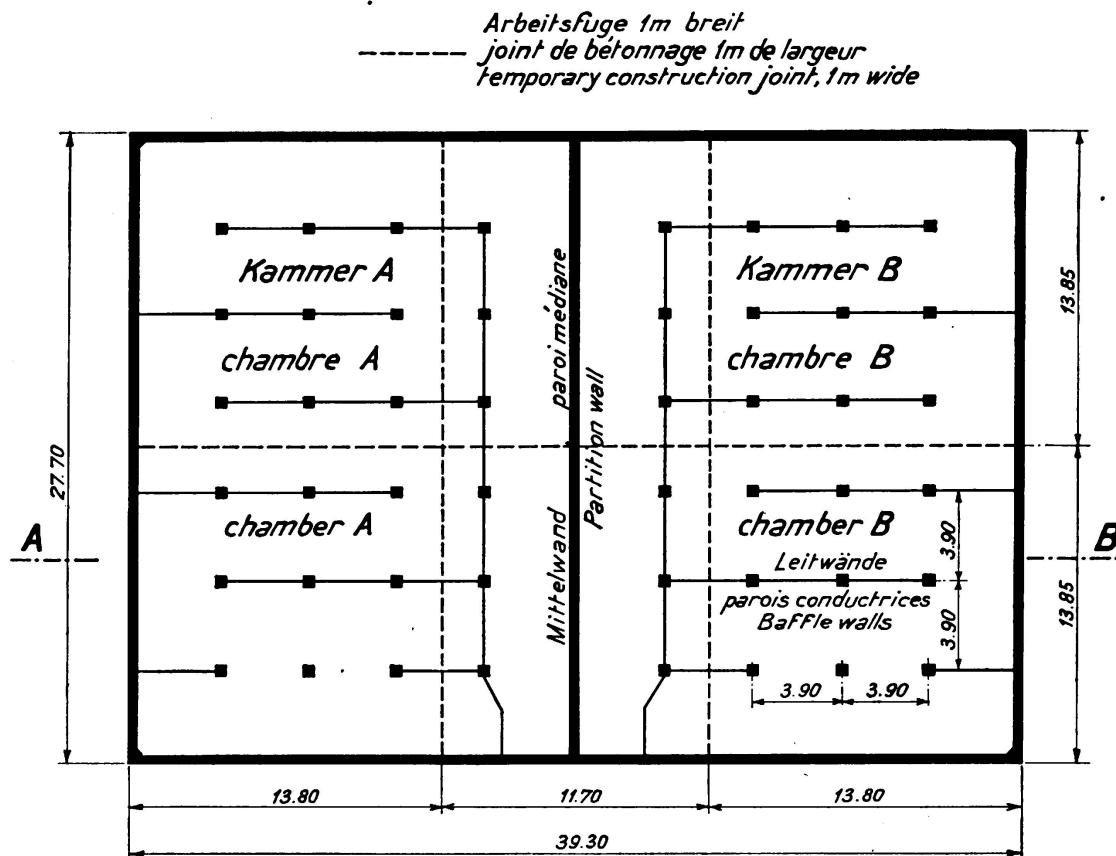 Arbeitsfuge 1m breit
joint de bétonnage 1m de largeur
temporary construction joint, 1m wide
Kammer A
chambre A
chamber A
paroi médiane
Mittelwand
Partition wall
Kammer B
chambre B
chamber B
Leitwände
parois conductrices
Baffle walls
3.90
3.90
3.90
3.90
27.70
13.85
13.85
A
B
13.80
11.70
13.80
39.30